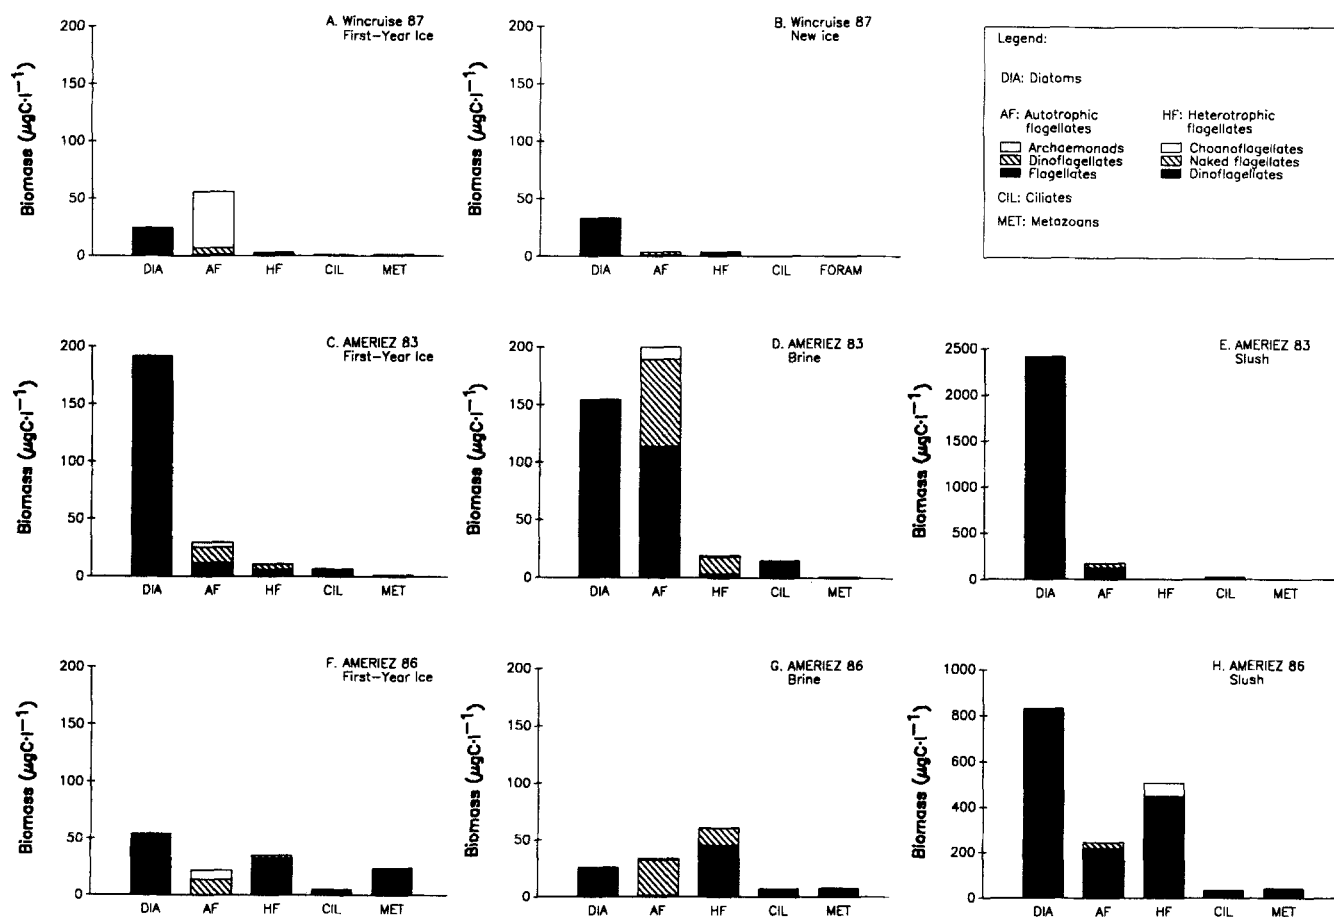 A. Wincruise 87
First-Year Ice
Biomass (µgC·l⁻¹)
200
150
100
50
0
DIA AF HF CIL MET
B. Wincruise 87
New ice
Biomass (µgC·l⁻¹)
200
150
100
50
0
DIA AF HF CIL FORAM
Legend:
DIA: Diatoms
AF: Autotrophic
flagellates
Archaemonads
Dinoflagellates
Flagellates
HF: Heterotrophic
flagellates
Choanoflagellates
Naked flagellates
Dinoflagellates
CIL: Ciliates
MET: Metazoans
C. AMERIEZ 83
First-Year Ice
Biomass (µgC·l⁻¹)
200
150
100
50
0
DIA AF HF CIL MET
D. AMERIEZ 83
Brine
Biomass (µgC·l⁻¹)
200
150
100
50
0
DIA AF HF CIL MET
E. AMERIEZ 83
Slush
Biomass (µgC·l⁻¹)
2500
2000
1500
1000
500
0
DIA AF HF CIL MET
F. AMERIEZ 86
First-Year Ice
Biomass (µgC·l⁻¹)
200
150
100
50
0
DIA AF HF CIL MET
G. AMERIEZ 86
Brine
Biomass (µgC·l⁻¹)
200
150
100
50
0
DIA AF HF CIL MET
H. AMERIEZ 86
Slush
Biomass (µgC·l⁻¹)
1000
800
600
400
200
0
DIA AF HF CIL MET